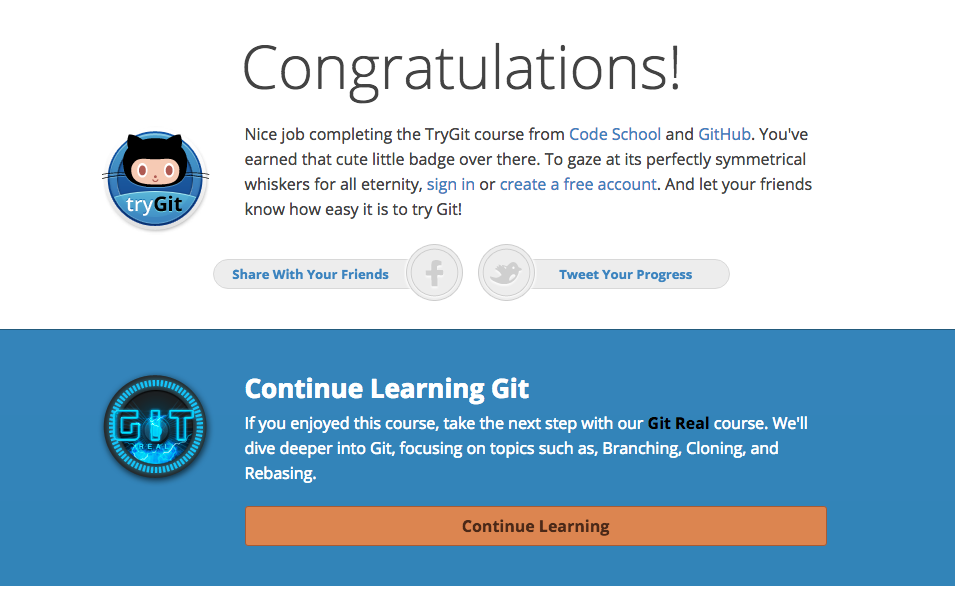 Congratulations!
Nice job completing the TryGit course from Code School and GitHub. You've
earned that cute little badge over there. To gaze at its perfectly symmetrical
whiskers for all eternity, sign in or create a free account. And let your friends
know how easy it is to try Git!
tryGit
Share With Your Friends
Tweet Your Progress
Continue Learning Git
If you enjoyed this course, take the next step with our Git Real course. We'll
dive deeper into Git, focusing on topics such as, Branching, Cloning, and
Rebasing.
GIT
REAL
Continue Learning